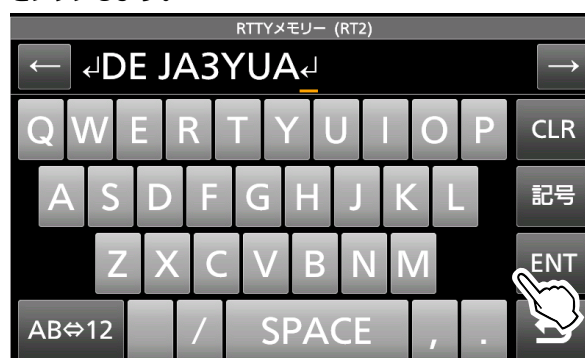 RTTYメモリー (RT2)
← ↲DE JA3YUA↲ →
Q W E R T Y U I O P CLR
A S D F G H J K L 記号
Z X C V B N M ENT
AB⇔12 / SPACE , .